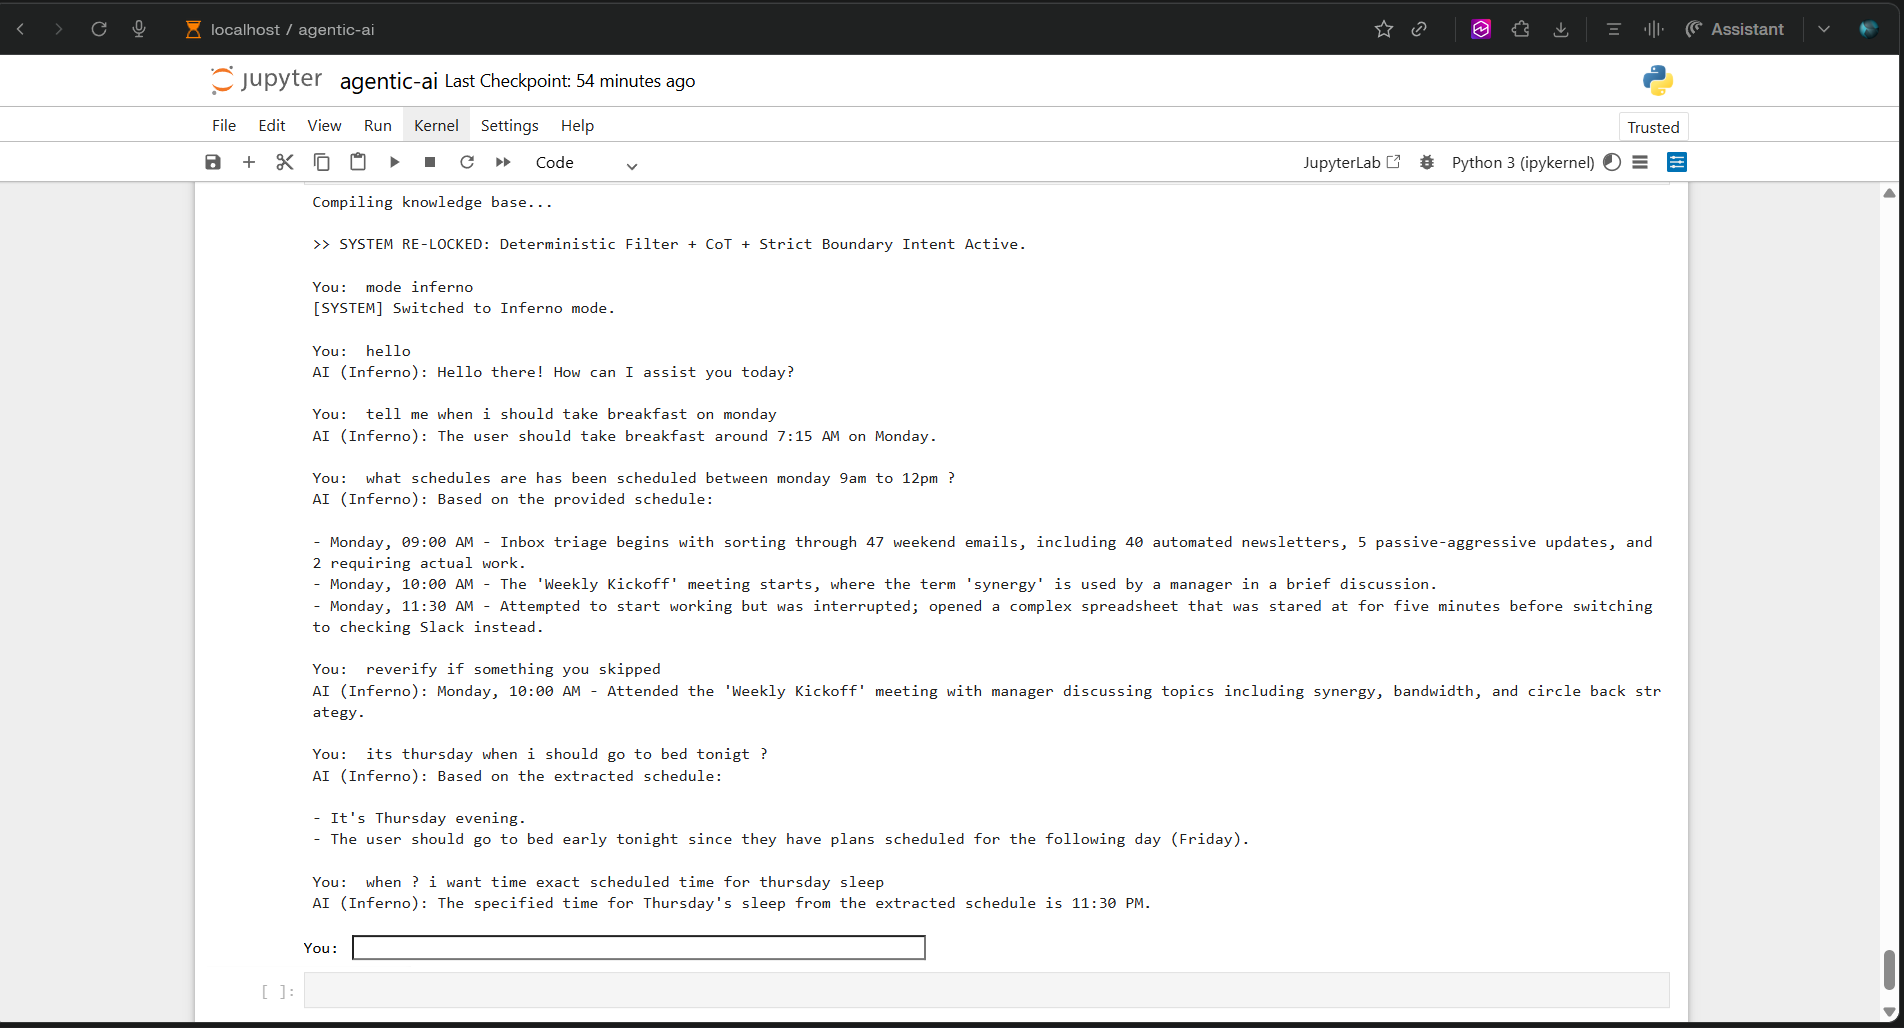 localhost / agentic-ai
Assistant
jupyter agentic-ai Last Checkpoint: 54 minutes ago
File Edit View Run Kernel Settings Help
Trusted
Code
JupyterLab
Python 3 (ipykernel)
Compiling knowledge base...
>> SYSTEM RE-LOCKED: Deterministic Filter + CoT + Strict Boundary Intent Active.
You:  mode inferno
[SYSTEM] Switched to Inferno mode.
You:  hello
AI (Inferno): Hello there! How can I assist you today?
You:  tell me when i should take breakfast on monday
AI (Inferno): The user should take breakfast around 7:15 AM on Monday.
You:  what schedules are has been scheduled between monday 9am to 12pm ?
AI (Inferno): Based on the provided schedule:
- Monday, 09:00 AM - Inbox triage begins with sorting through 47 weekend emails, including 40 automated newsletters, 5 passive-aggressive updates, and
2 requiring actual work.
- Monday, 10:00 AM - The 'Weekly Kickoff' meeting starts, where the term 'synergy' is used by a manager in a brief discussion.
- Monday, 11:30 AM - Attempted to start working but was interrupted; opened a complex spreadsheet that was stared at for five minutes before switching
to checking Slack instead.
You:  reverify if something you skipped
AI (Inferno): Monday, 10:00 AM - Attended the 'Weekly Kickoff' meeting with manager discussing topics including synergy, bandwidth, and circle back str
ategy.
You:  its thursday when i should go to bed tonigt ?
AI (Inferno): Based on the extracted schedule:
- It's Thursday evening.
- The user should go to bed early tonight since they have plans scheduled for the following day (Friday).
You:  when ? i want time exact scheduled time for thursday sleep
AI (Inferno): The specified time for Thursday's sleep from the extracted schedule is 11:30 PM.
You:
[ ]: